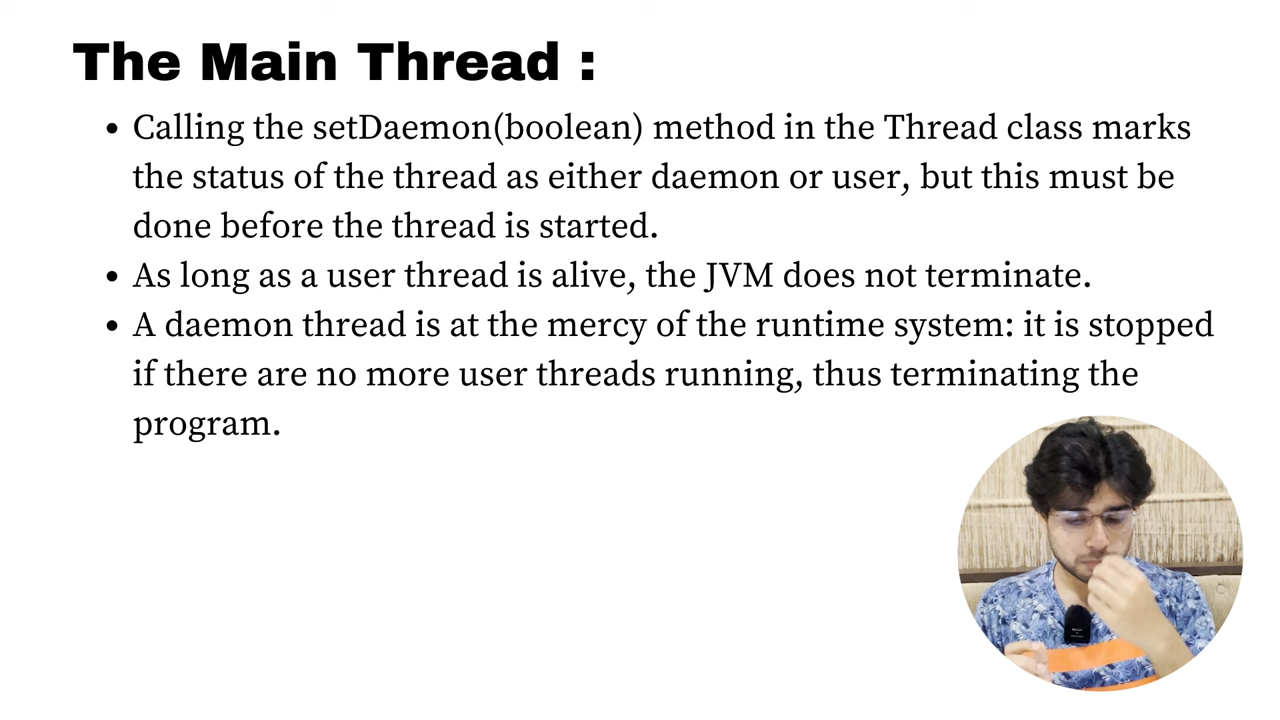 The Main Thread :
• Calling the setDaemon(boolean) method in the Thread class marks
the status of the thread as either daemon or user, but this must be
done before the thread is started.
• As long as a user thread is alive, the JVM does not terminate.
• A daemon thread is at the mercy of the runtime system: it is stopped
if there are no more user threads running, thus terminating the
program.